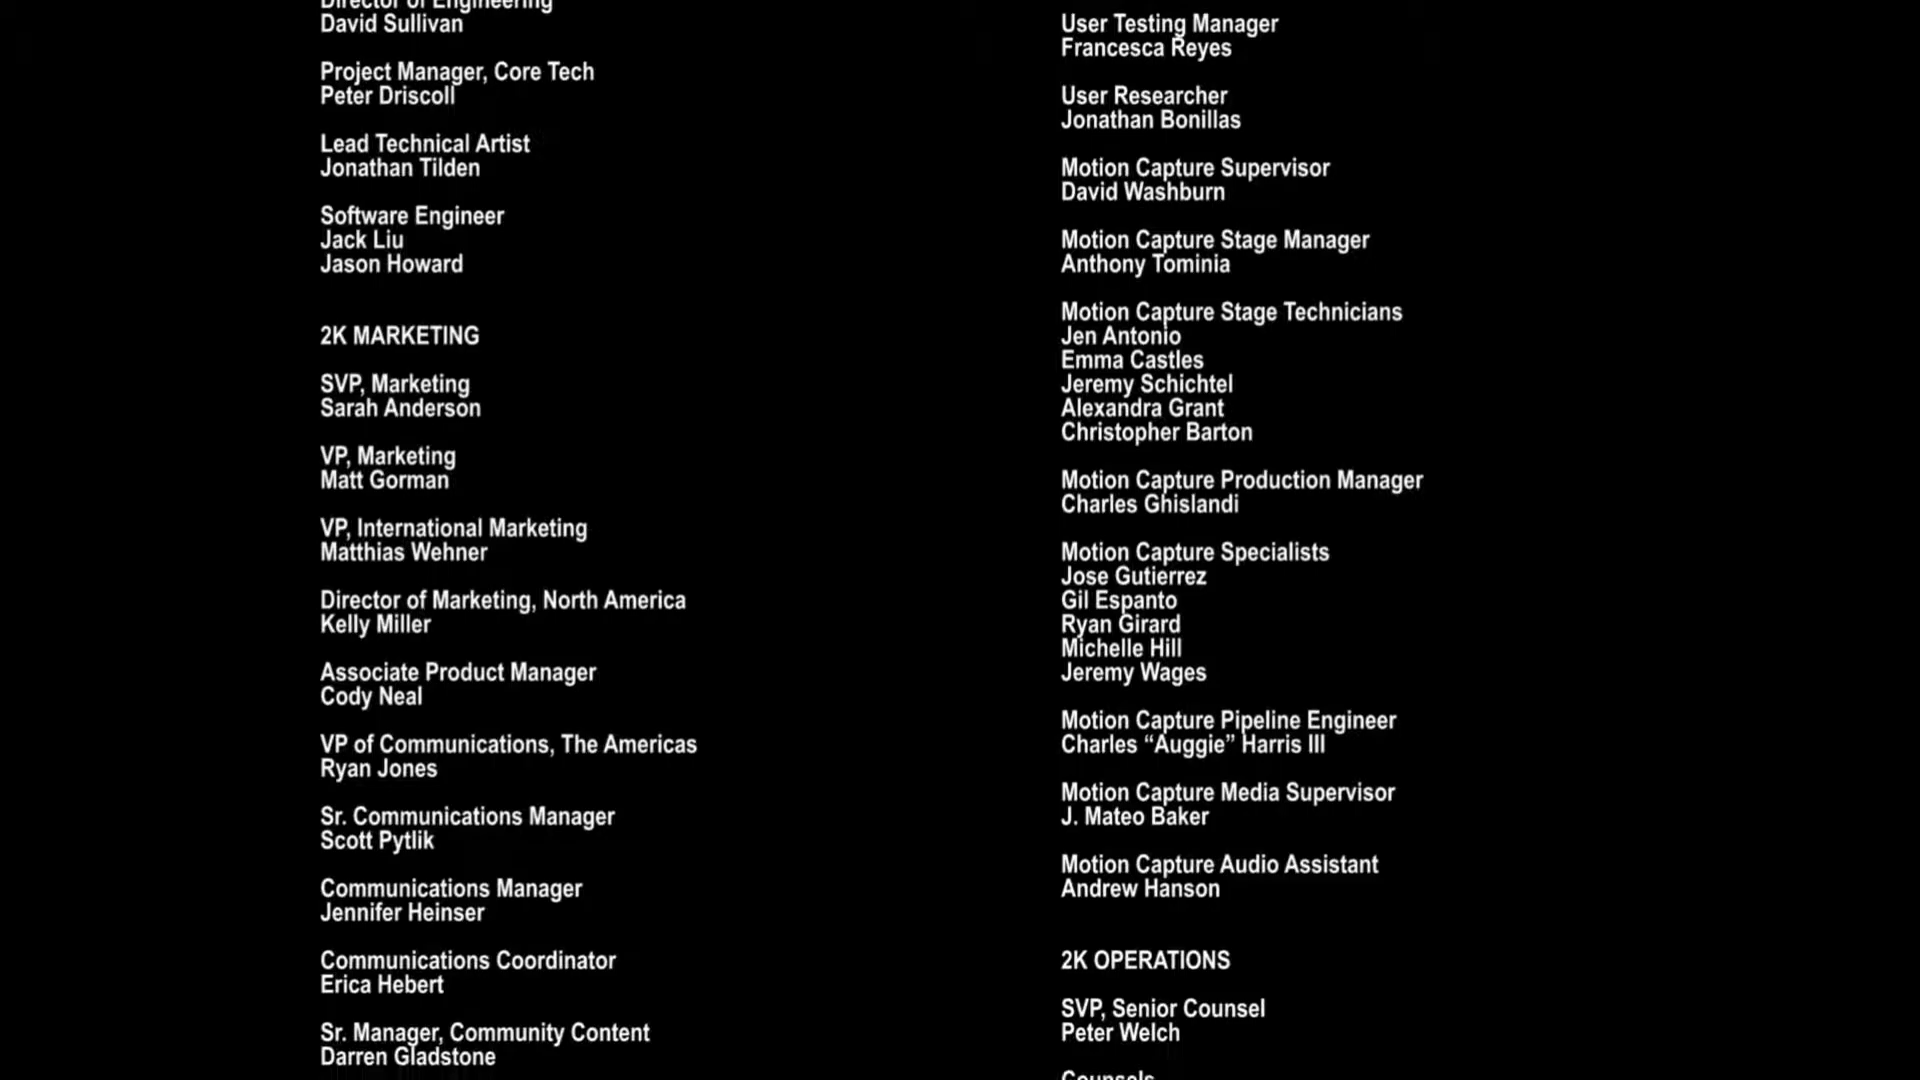 Director of Engineering
David Sullivan
Project Manager, Core Tech
Peter Driscoll
Lead Technical Artist
Jonathan Tilden
Software Engineer
Jack Liu
Jason Howard
2K MARKETING
SVP, Marketing
Sarah Anderson
VP, Marketing
Matt Gorman
VP, International Marketing
Matthias Wehner
Director of Marketing, North America
Kelly Miller
Associate Product Manager
Cody Neal
VP of Communications, The Americas
Ryan Jones
Sr. Communications Manager
Scott Pytlik
Communications Manager
Jennifer Heinser
Communications Coordinator
Erica Hebert
Sr. Manager, Community Content
Darren Gladstone
User Testing Manager
Francesca Reyes
User Researcher
Jonathan Bonillas
Motion Capture Supervisor
David Washburn
Motion Capture Stage Manager
Anthony Tominia
Motion Capture Stage Technicians
Jen Antonio
Emma Castles
Jeremy Schichtel
Alexandra Grant
Christopher Barton
Motion Capture Production Manager
Charles Ghislandi
Motion Capture Specialists
Jose Gutierrez
Gil Espanto
Ryan Girard
Michelle Hill
Jeremy Wages
Motion Capture Pipeline Engineer
Charles “Auggie” Harris III
Motion Capture Media Supervisor
J. Mateo Baker
Motion Capture Audio Assistant
Andrew Hanson
2K OPERATIONS
SVP, Senior Counsel
Peter Welch
Counsels